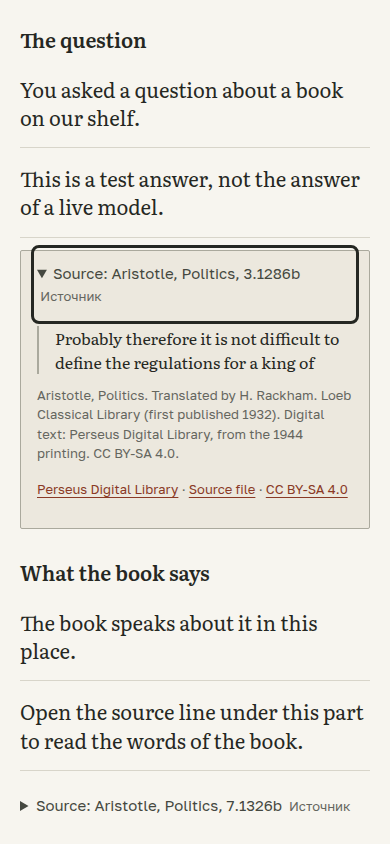 The question
You asked a question about a book
on our shelf.
This is a test answer, not the answer
of a live model.
Source: Aristotle, Politics, 3.1286b
Источник
Probably therefore it is not difficult to
define the regulations for a king of
Aristotle, Politics. Translated by H. Rackham. Loeb
Classical Library (first published 1932). Digital
text: Perseus Digital Library, from the 1944
printing. CC BY-SA 4.0.
Perseus Digital Library · Source file · CC BY-SA 4.0
What the book says
The book speaks about it in this
place.
Open the source line under this part
to read the words of the book.
Source: Aristotle, Politics, 7.1326b Источник